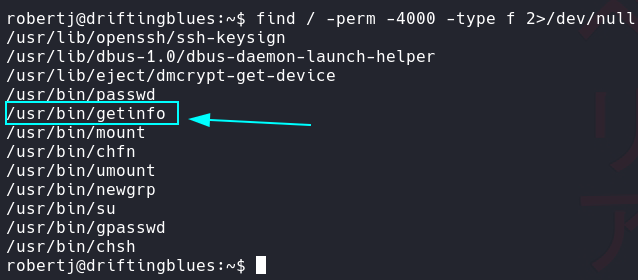 robertj@driftingblues:~$ find / -perm -4000 -type f 2>/dev/null
/usr/lib/openssh/ssh-keysign
/usr/lib/dbus-1.0/dbus-daemon-launch-helper
/usr/lib/eject/dmcrypt-get-device
/usr/bin/passwd
/usr/bin/getinfo
/usr/bin/mount
/usr/bin/chfn
/usr/bin/umount
/usr/bin/newgrp
/usr/bin/su
/usr/bin/gpasswd
/usr/bin/chsh
robertj@driftingblues:~$